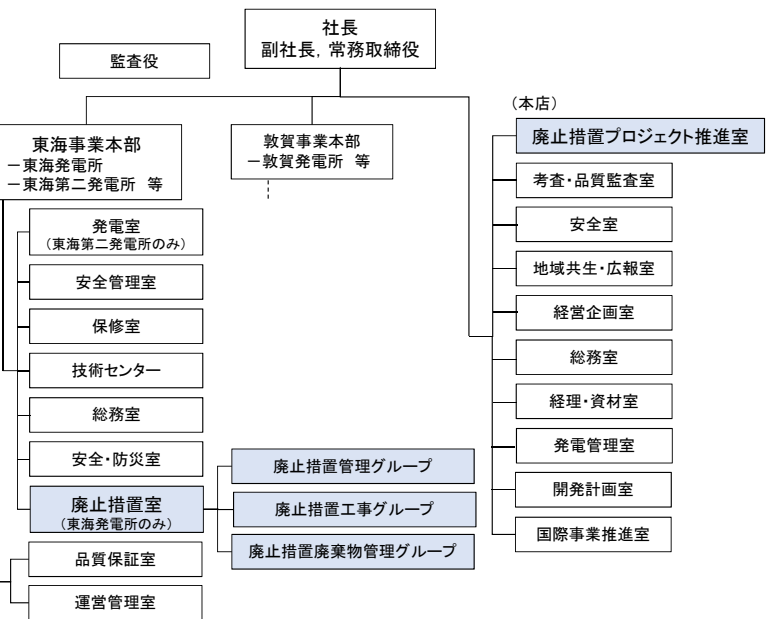 社長
副社長, 常務取締役
監査役
東海事業本部
－東海発電所
－東海第二発電所 等
敦賀事業本部
－敦賀発電所 等
発電室
(東海第二発電所のみ)
安全管理室
保修室
技術センター
総務室
安全・防災室
廃止措置室
(東海発電所のみ)
品質保証室
運営管理室
廃止措置管理グループ
廃止措置工事グループ
廃止措置廃棄物管理グループ
(本店)
廃止措置プロジェクト推進室
考査・品質監査室
安全室
地域共生・広報室
経営企画室
総務室
経理・資材室
発電管理室
開発計画室
国際事業推進室